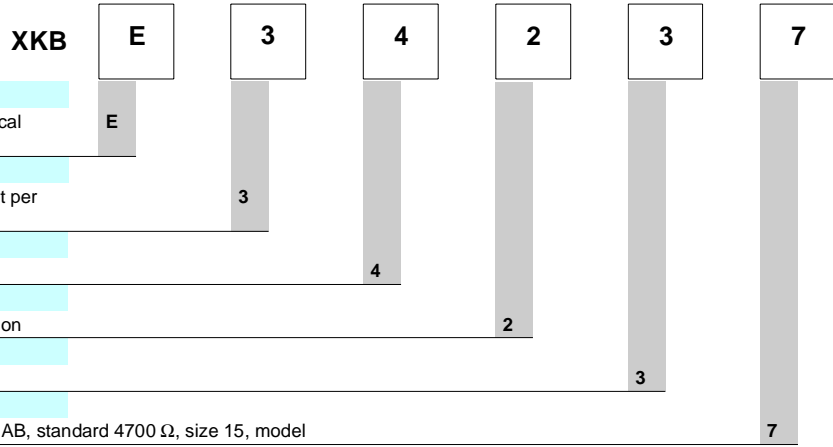 XKB E 3 4 2 3 7
cal E
t per 3
4
on 2
3
AB, standard 4700 Ω, size 15, model 7